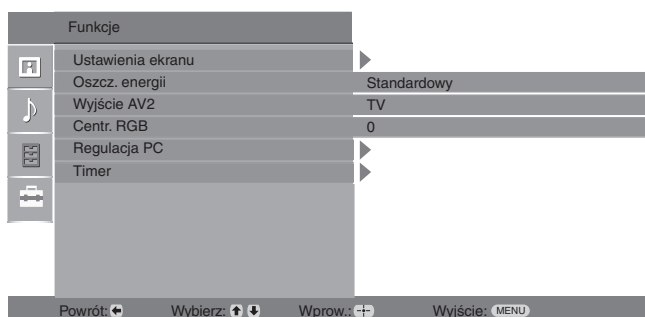 Funkcje
Ustawienia ekranu
Oszcz. energii Standardowy
Wyjście AV2 TV
Centr. RGB 0
Regulacja PC
Timer
Powrót: Wybierz: Wprow.: Wyjście: MENU